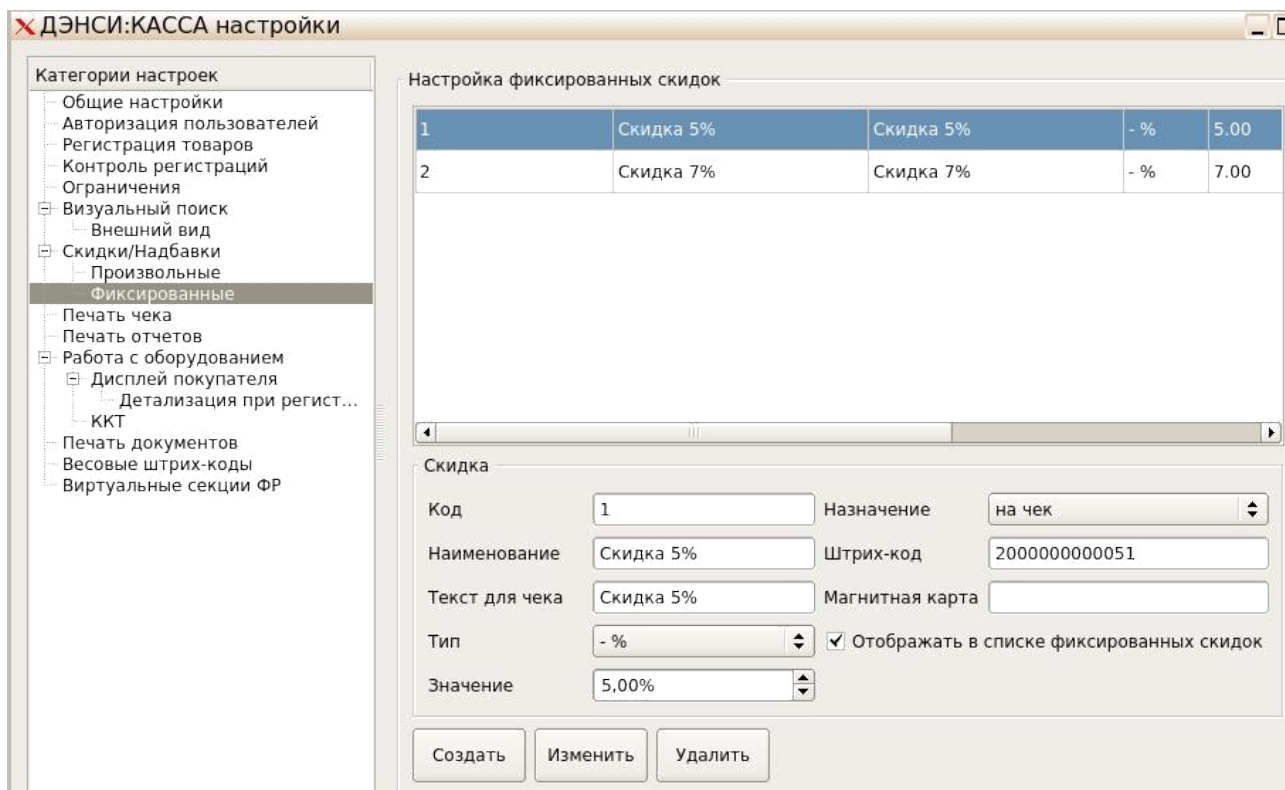 ДЭНСИ:КАССА настройки
Категории настроек
Общие настройки
Авторизация пользователей
Регистрация товаров
Контроль регистраций
Ограничения
Визуальный поиск
Внешний вид
Скидки/Надбавки
Произвольные
Фиксированные
Печать чека
Печать отчетов
Работа с оборудованием
Дисплей покупателя
Детализация при регист...
ККТ
Печать документов
Весовые штрих-коды
Виртуальные секции ФР
Настройка фиксированных скидок
1 Скидка 5% Скидка 5% - % 5.00
2 Скидка 7% Скидка 7% - % 7.00
Скидка
Код 1 Назначение на чек
Наименование Скидка 5% Штрих-код 2000000000051
Текст для чека Скидка 5% Магнитная карта
Тип - % Отображать в списке фиксированных скидок
Значение 5,00%
Создать Изменить Удалить